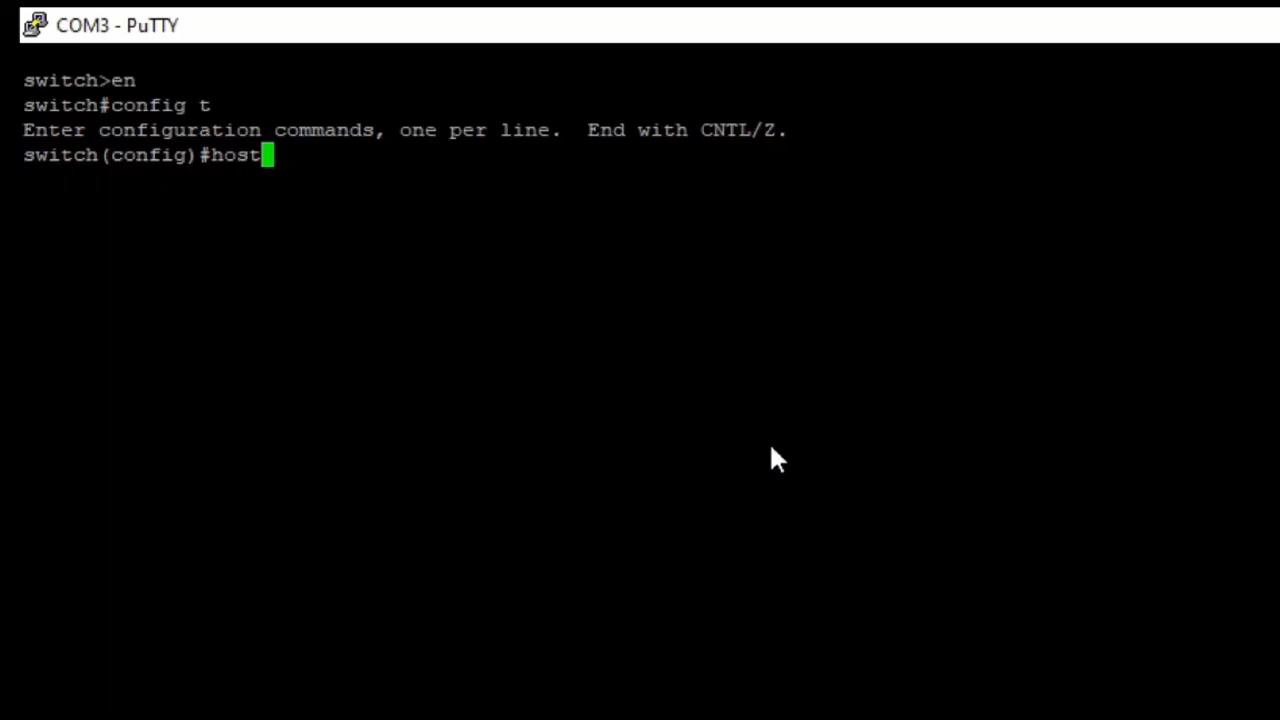 COM3 - PuTTY
switch>en
switch#config t
Enter configuration commands, one per line.  End with CNTL/Z.
switch(config)#host